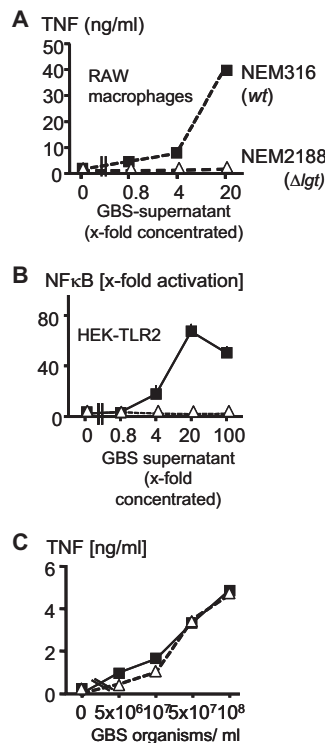 A
TNF (ng/ml)
50
40
30
20
10
0
RAW
macrophages
NEM316
(wt)
NEM2188
(Δlgt)
0 0.8 4 20
GBS-supernatant
(x-fold concentrated)
B
NFκB [x-fold activation]
80
40
0
HEK-TLR2
0 0.8 4 20 100
GBS supernatant
(x-fold
concentrated)
C
TNF [ng/ml]
6
4
2
0
0 5x10⁶10⁷5x10⁷10⁸
GBS organisms/ ml